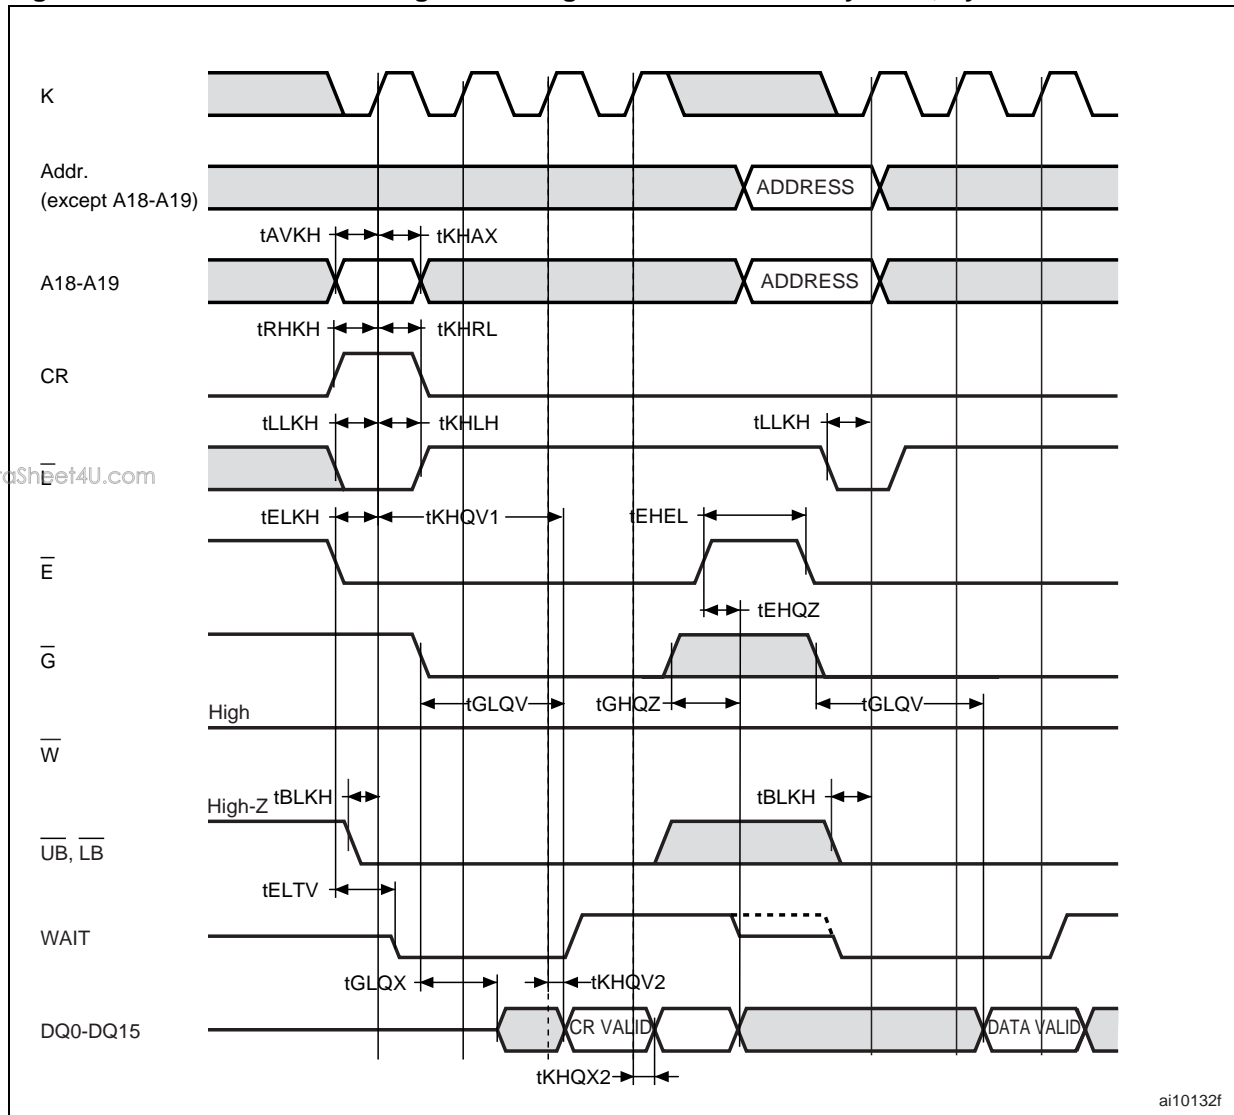 K
Addr.
(except A18-A19)
ADDRESS
tAVKH
tKHAX
A18-A19
ADDRESS
tRHKH
tKHRL
CR
tLLKH
tKHLH
tLLKH
L
aSheet4U.com
tELKH
tKHQV1
tEHEL
E
tEHQZ
G
tGLQV
tGHQZ
tGLQV
High
W
tBLKH
tBLKH
High-Z
UB, LB
tELTV
WAIT
tGLQX
tKHQV2
DQ0-DQ15
CR VALID
DATA VALID
tKHQX2
ai10132f